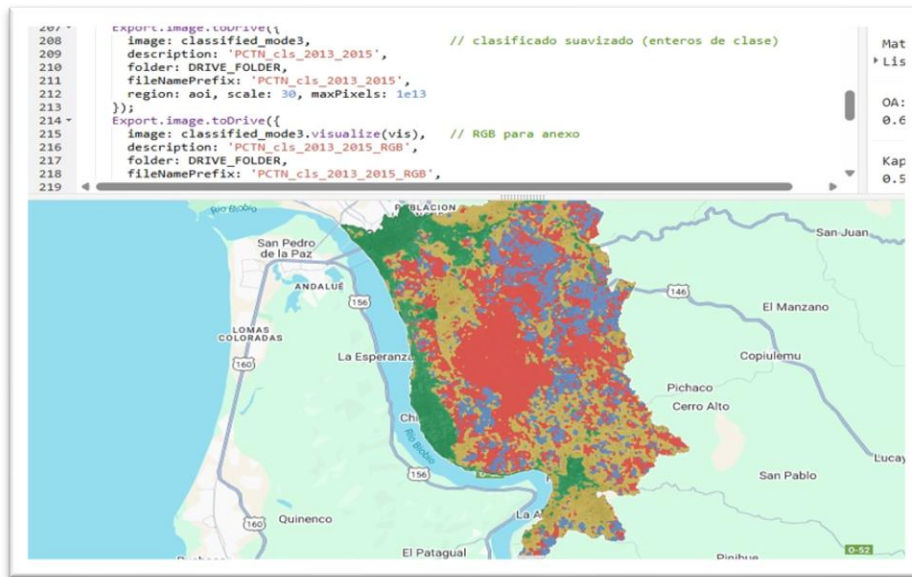 207
Export.image.toDrive({
208 image: classified_mode3, // clasificado suavizado (enteros de clase)
209 description: 'PCTN_cls_2013_2015',
210 folder: DRIVE_FOLDER,
211 fileNamePrefix: 'PCTN_cls_2013_2015',
212 region: aoi, scale: 30, maxPixels: 1e13
213 });
214 Export.image.toDrive({
215 image: classified_mode3.visualize(vis), // RGB para anexo
216 description: 'PCTN_cls_2013_2015_RGB',
217 folder: DRIVE_FOLDER,
218 fileNamePrefix: 'PCTN_cls_2013_2015_RGB',
219
Mat
Lis
OA:
0.6
Kap
0.5
Río Biobío
San Pedro
de la Paz
ANDALUÉ
156
LOMAS
COLORADAS
160
La Esperanza
Río Biobío
156
160
Quinenco
El Patagual
San Juan
146
El Manzano
Copiulemu
Pichaco
Cerro Alto
San Pablo
Lucay
O-52